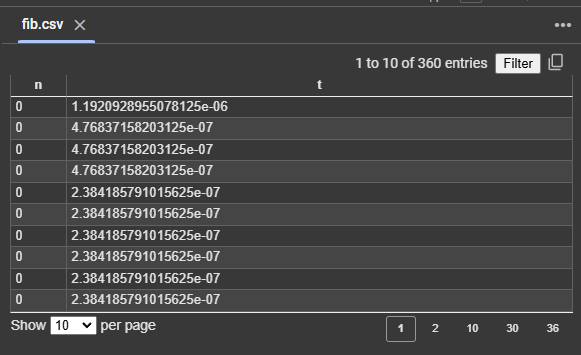 fib.csv
1 to 10 of 360 entries Filter
n t
0 1.1920928955078125e-06
0 4.76837158203125e-07
0 4.76837158203125e-07
0 4.76837158203125e-07
0 2.384185791015625e-07
0 2.384185791015625e-07
0 2.384185791015625e-07
0 2.384185791015625e-07
0 2.384185791015625e-07
0 2.384185791015625e-07
Show 10 per page 1 2 10 30 36